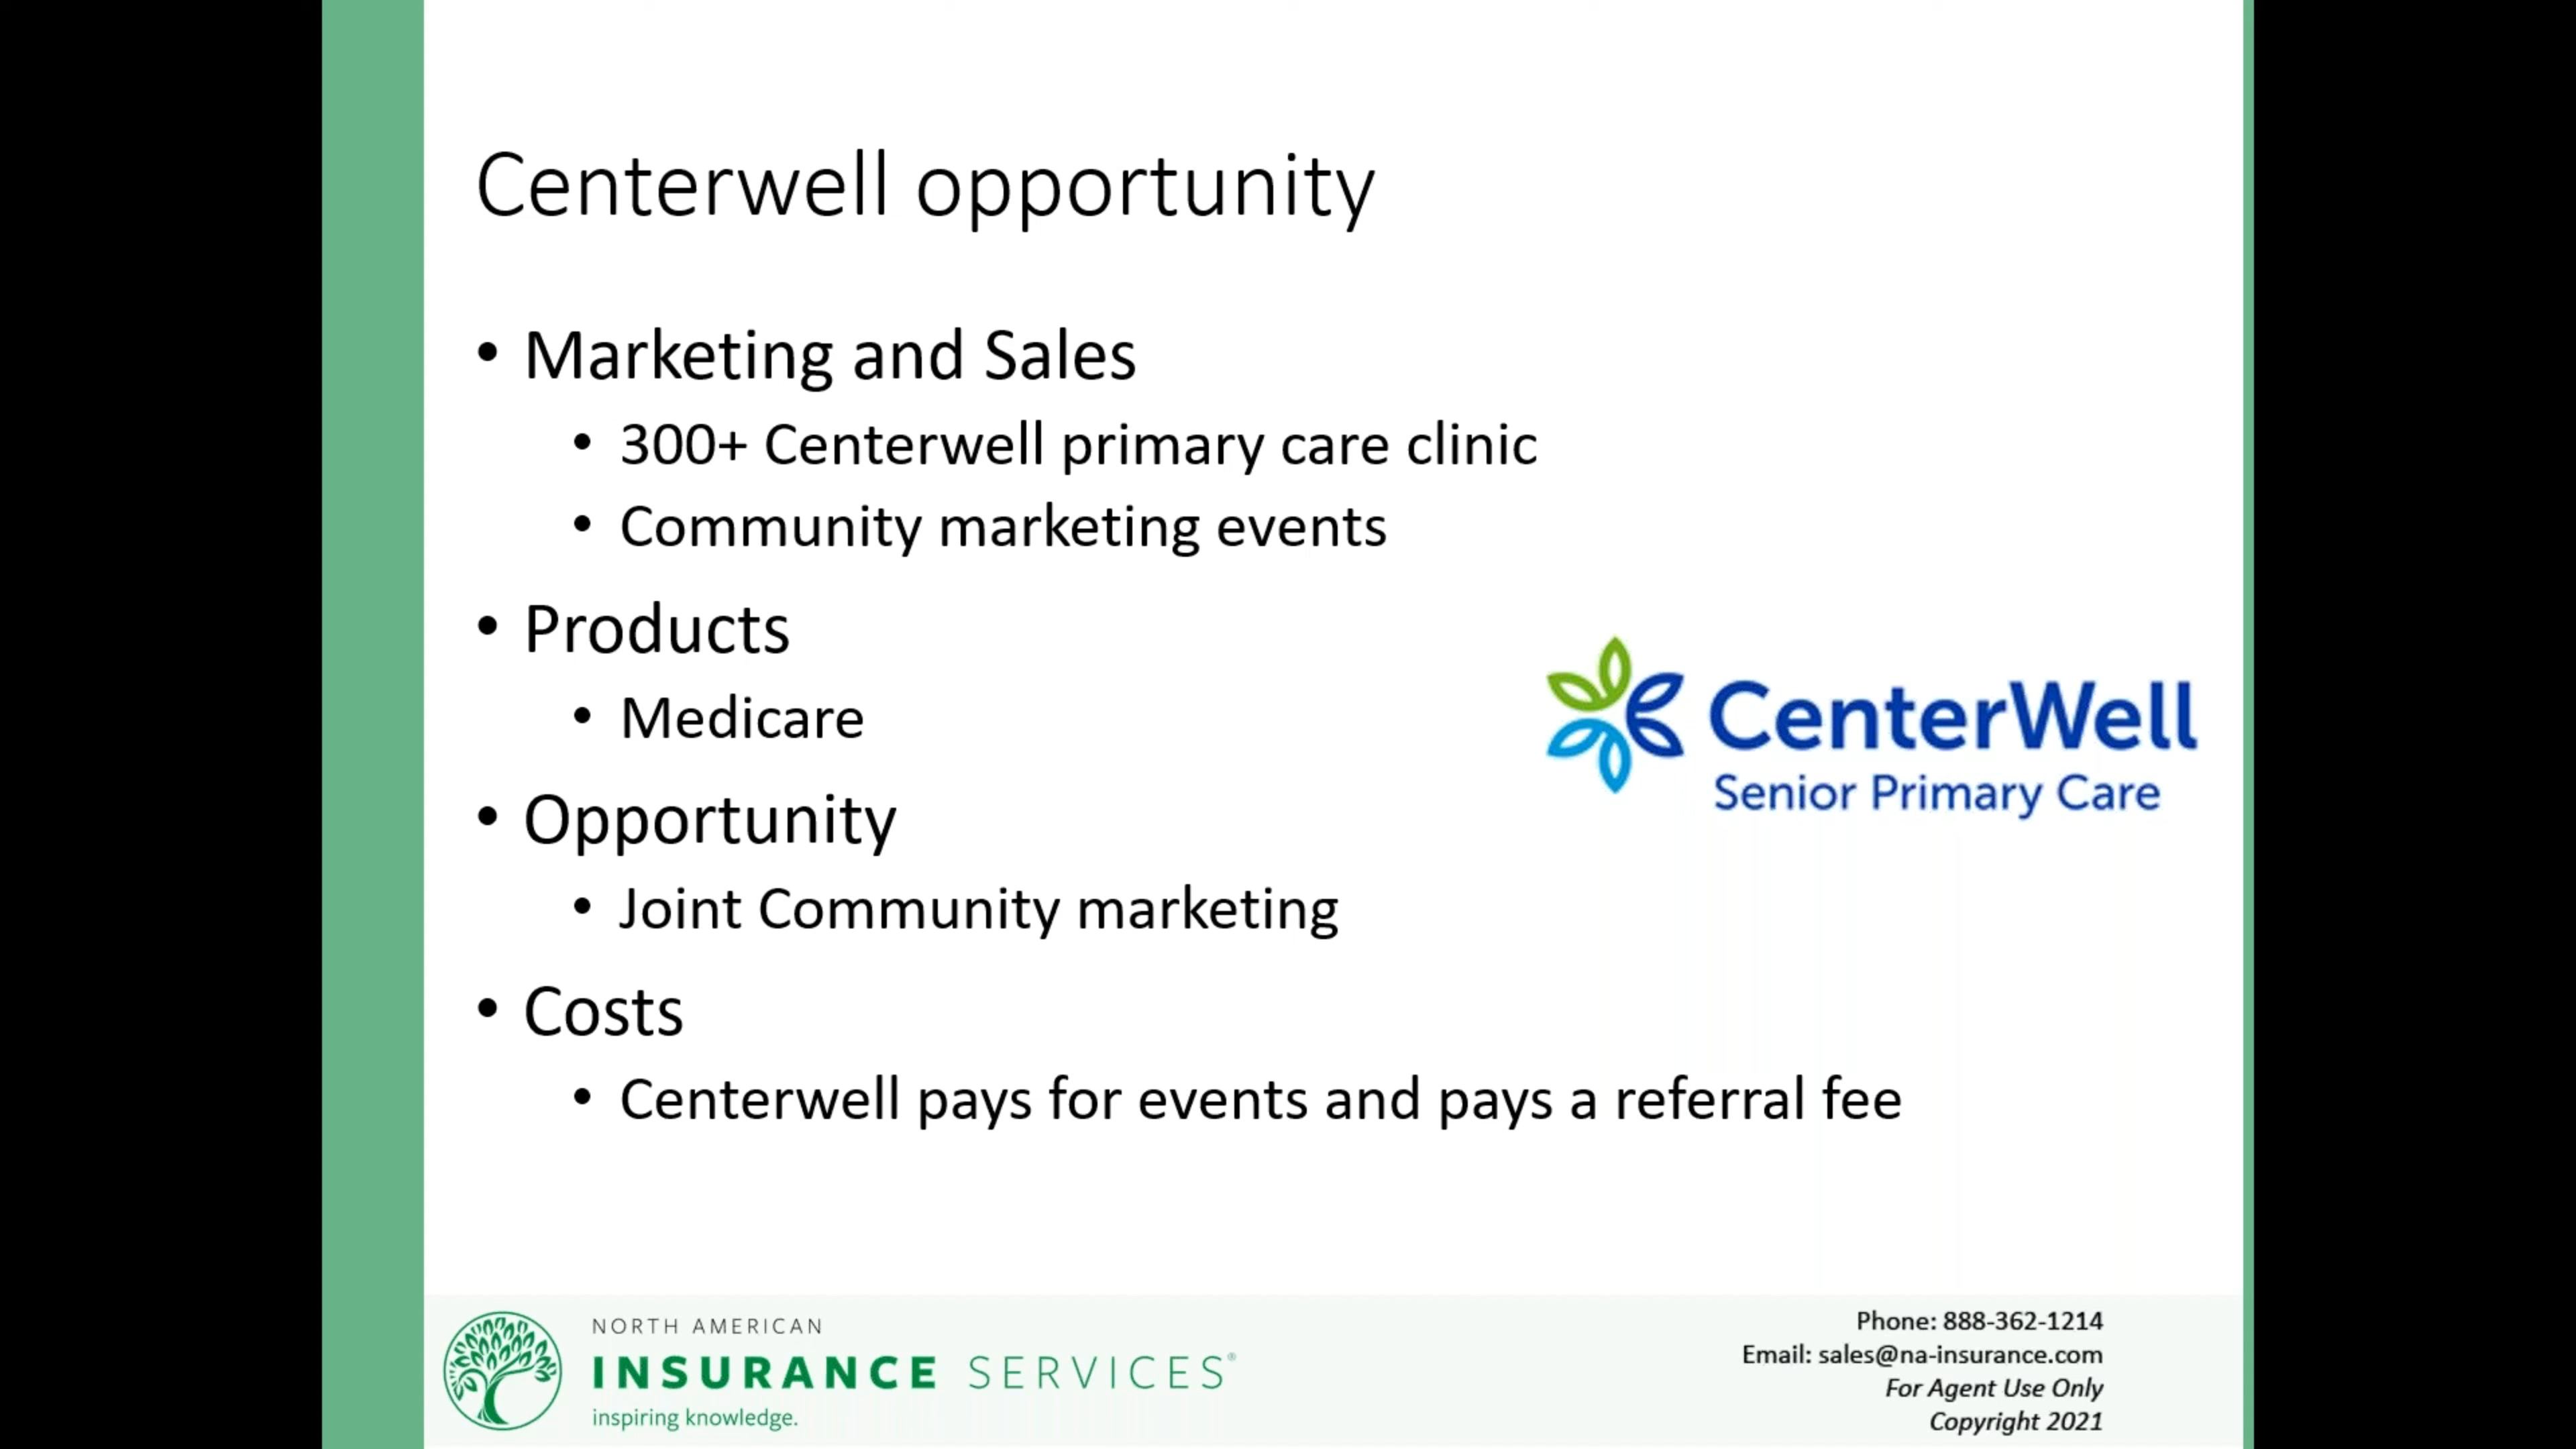 Centerwell opportunity
• Marketing and Sales
• 300+ Centerwell primary care clinic
• Community marketing events
• Products
• Medicare
• Opportunity
• Joint Community marketing
• Costs
• Centerwell pays for events and pays a referral fee
CenterWell
Senior Primary Care
NORTH AMERICAN
INSURANCE SERVICES®
inspiring knowledge.
Phone: 888-362-1214
Email: sales@na-insurance.com
For Agent Use Only
Copyright 2021